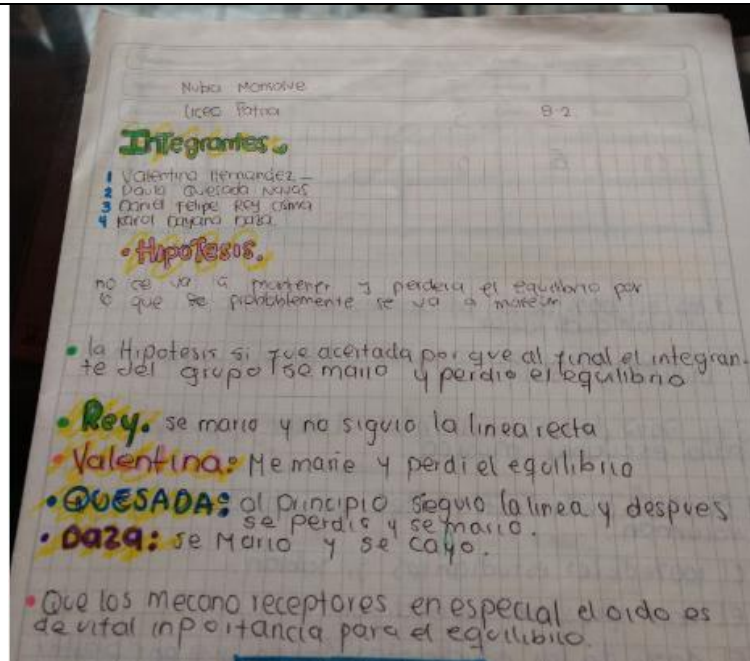 Nubia Monsalve
Liceo Patria 8-2
Integrantes.
1 Valentina Hernandez
2 Paula Quesada Navas
3 Daniel Felipe Rey
4 Karol Dayana Daza
• Hipotesis.
no se va a mantener y perdera el equilibrio por
lo que se probablemente se va a marear
• la Hipotesis si fue acertada por que al final el integran-
te del grupo se mario y perdio el equilibrio
• Rey. se mario y no siguio la linea recta
• Valentina: Me marie y perdi el equilibrio
• QUESADA: al principio seguio la linea y despues
se perdio y se mario.
• Daza: se Mario y se cayo.
• Que los mecano receptores en especial el oido es
de vital inportancia para el equilibrio.